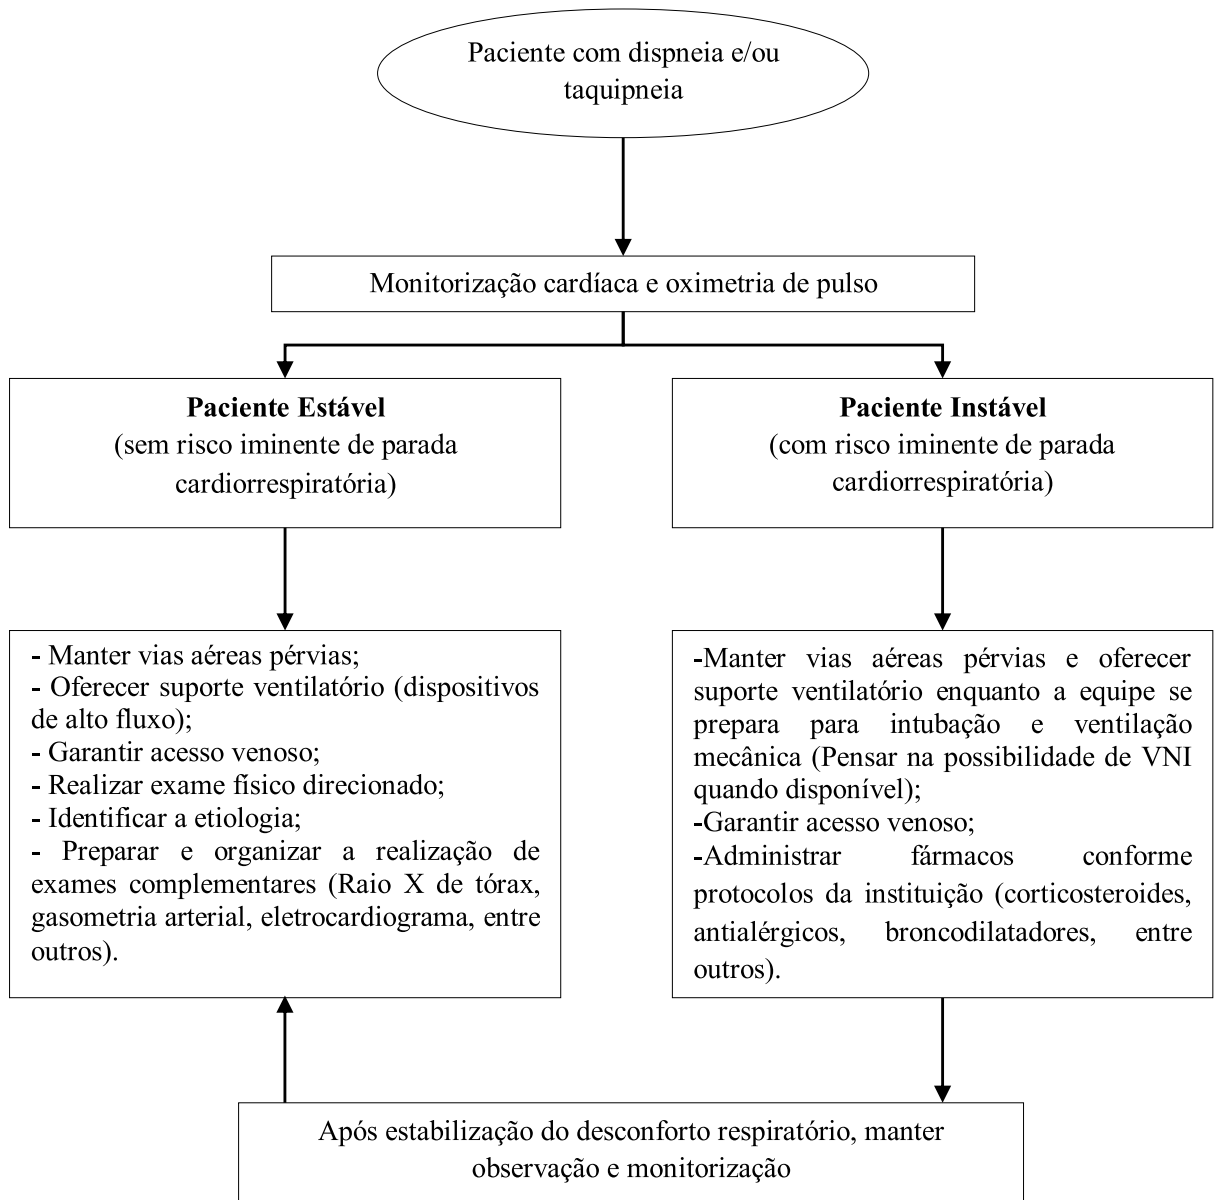 Paciente com dispneia e/ou
taquipneia
Monitorização cardíaca e oximetria de pulso
Paciente Estável
(sem risco iminente de parada
cardiorrespiratória)
Paciente Instável
(com risco iminente de parada
cardiorrespiratória)
- Manter vias aéreas pérvias;
- Oferecer suporte ventilatório (dispositivos
de alto fluxo);
- Garantir acesso venoso;
- Realizar exame físico direcionado;
- Identificar a etiologia;
- Preparar e organizar a realização de
exames complementares (Raio X de tórax,
gasometria arterial, eletrocardiograma, entre
outros).
-Manter vias aéreas pérvias e oferecer
suporte ventilatório enquanto a equipe se
prepara para intubação e ventilação
mecânica (Pensar na possibilidade de VNI
quando disponível);
-Garantir acesso venoso;
-Administrar fármacos conforme
protocolos da instituição (corticosteroides,
antialérgicos, broncodilatadores, entre
outros).
Após estabilização do desconforto respiratório, manter
observação e monitorização